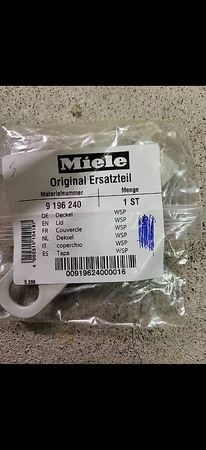 Miele
Original Ersatzteil
Materialnummer Menge
9 196 240 1 ST
DE Deckel WSP
EN Lid WSP
FR Couvercle WSP
NL Deksel WSP
IT coperchio WSP
ES Tapa WSP
00919624000016